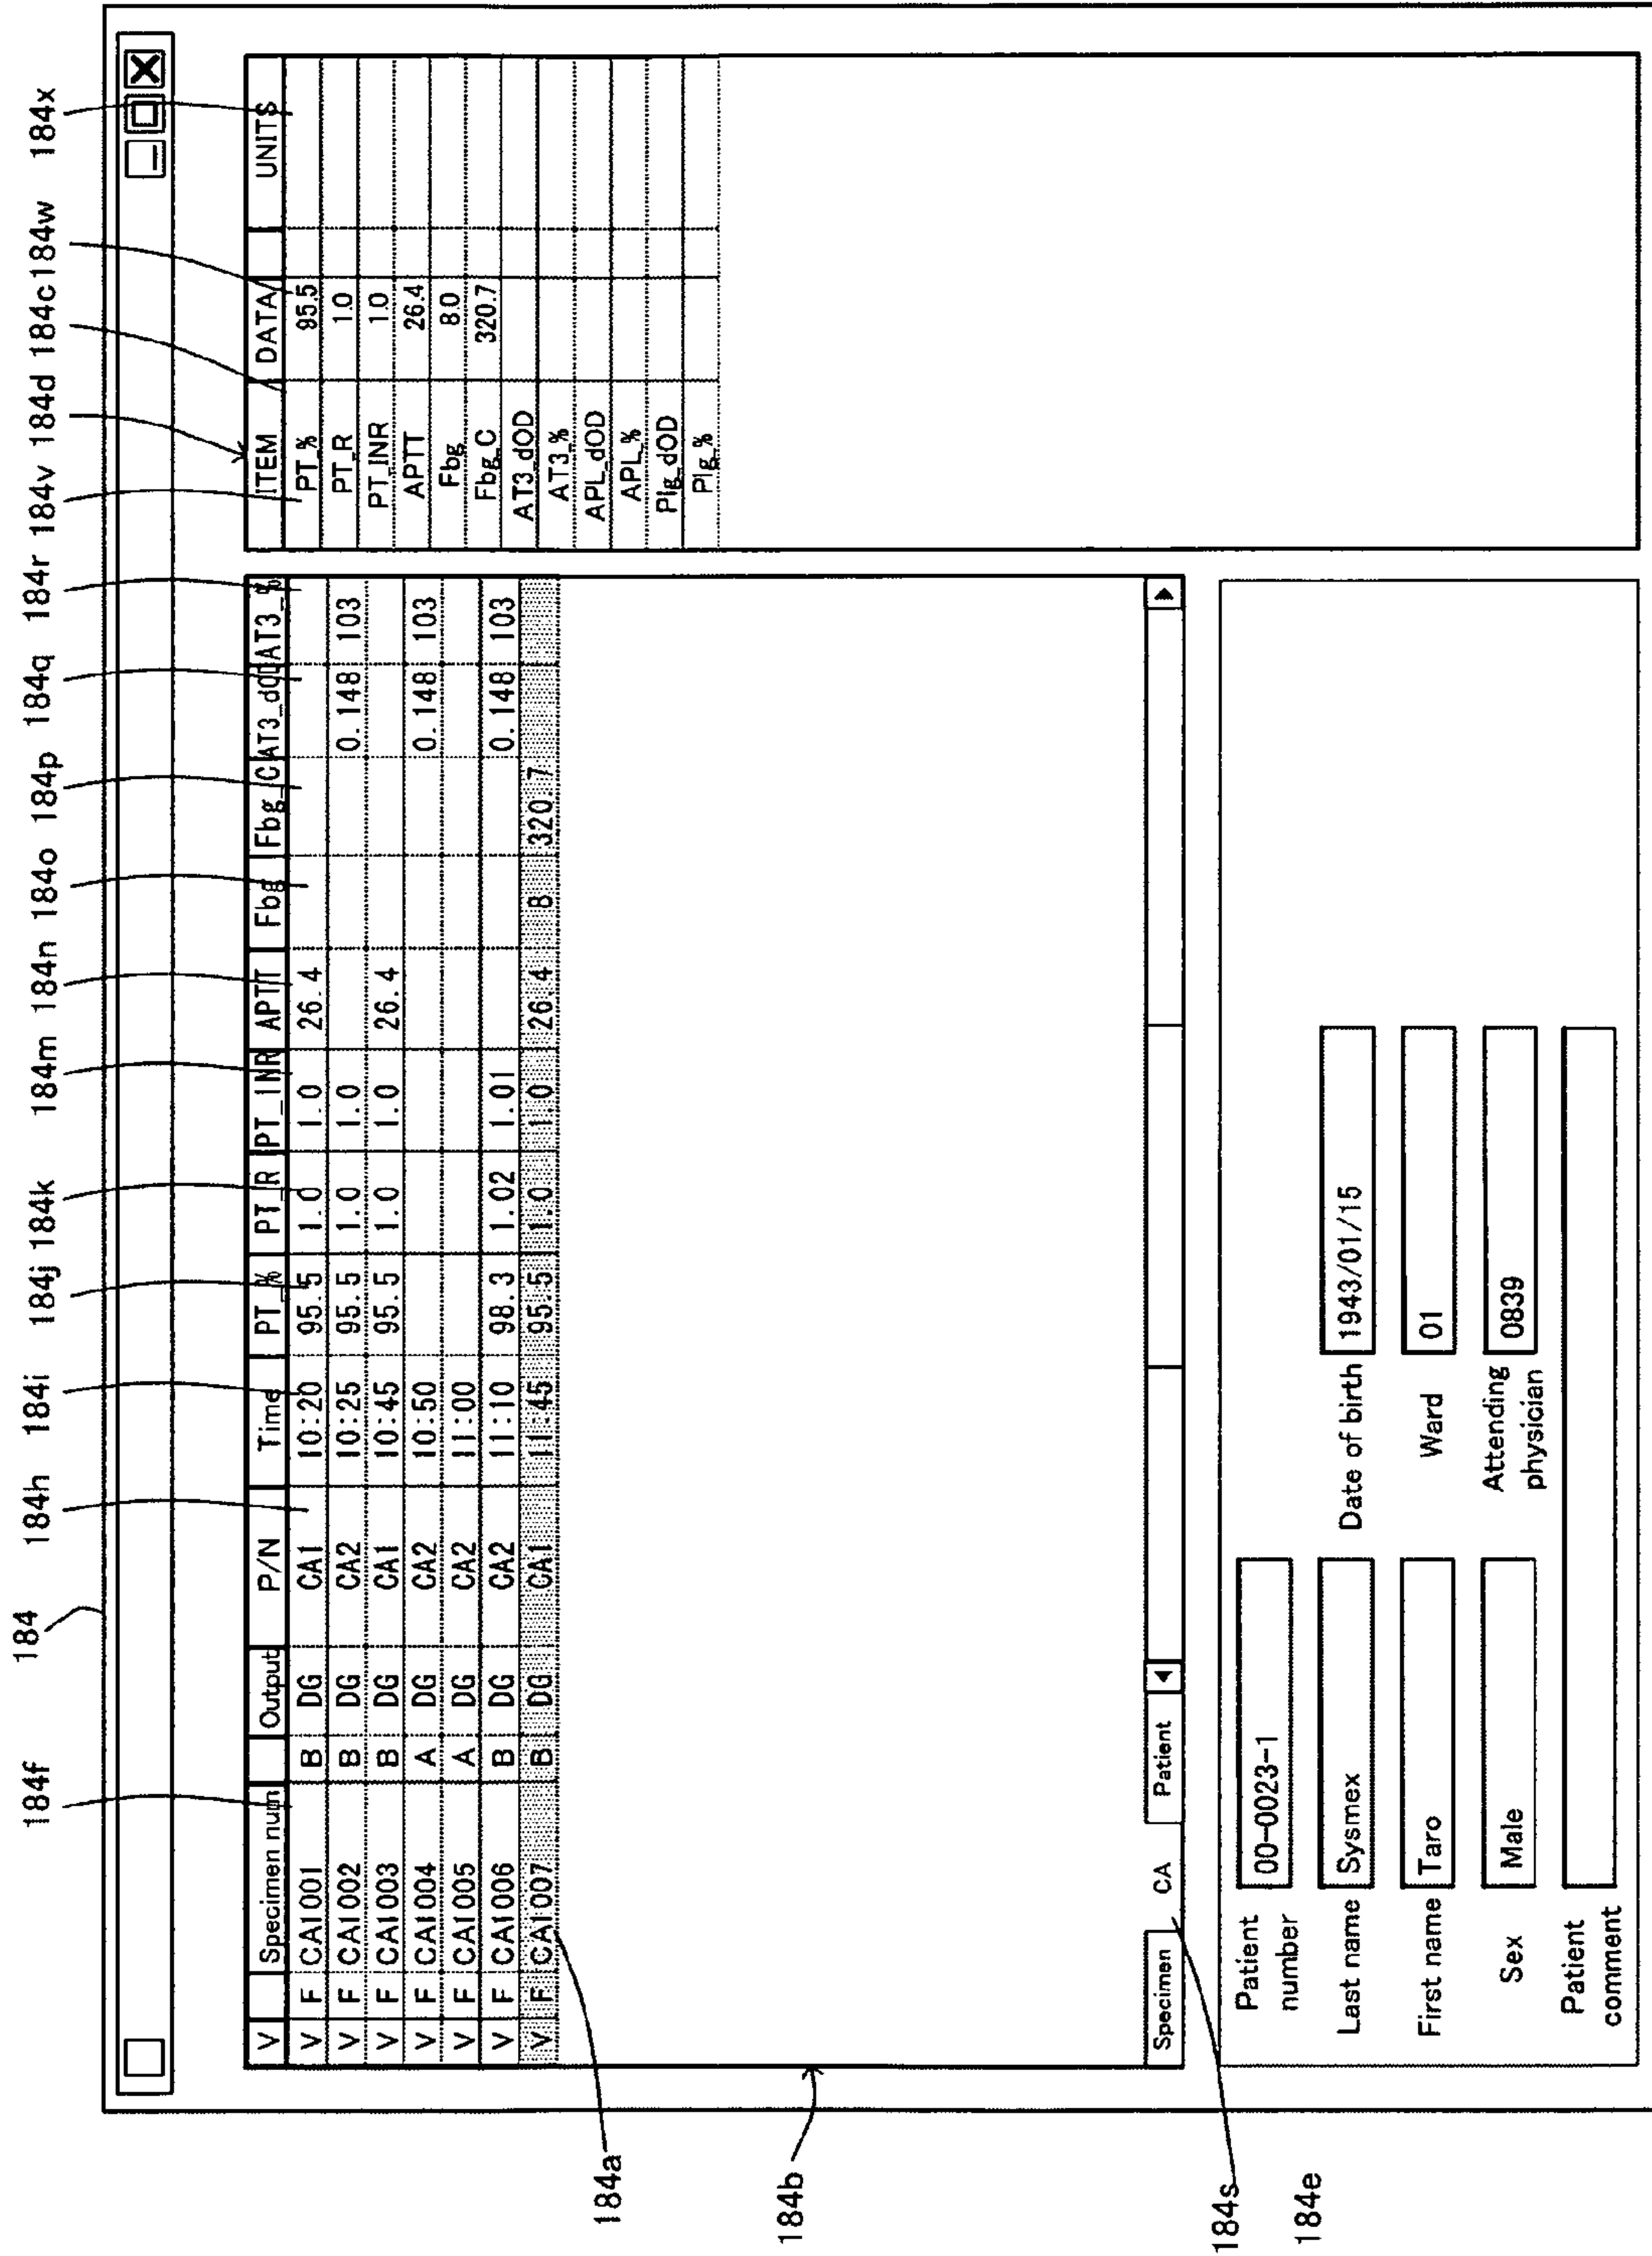 184
184f 184h 184i 184j 184k 184m 184n 184o 184p 184q 184r 184v 184d 184c 184w 184x
V Specimen num Output P/N Time PT_% PT_R PT_INR APTT Fbg Fbg_C AT3_dOD AT3_%
V F CA1001 B DG CA1 10:20 95.5 1.0 1.0 26.4
V F CA1002 B DG CA2 10:25 95.5 1.0 1.0 0.148 103
V F CA1003 B DG CA1 10:45 95.5 1.0 1.0 26.4
V F CA1004 A DG CA2 10:50 0.148 103
V F CA1005 A DG CA2 11:00
V F CA1006 B DG CA2 11:10 98.3 1.02 1.01 0.148 103
V F CA1007 B DG CA1 11:45 95.5 1.0 1.0 26.4 8 320.7
ITEM DATA UNITS
PT_% 95.5
PT_R 1.0
PT_INR 1.0
APTT 26.4
Fbg 8.0
Fbg_C 320.7
AT3_dOD
AT3_%
APL_dOD
APL_%
Plg_dOD
Plg_%
184a
184b
Specimen CA Patient
184s
184e
Patient number 00-0023-1
Last name Sysmex Date of birth 1943/01/15
First name Taro Ward 01
Sex Male Attending physician 0839
Patient comment